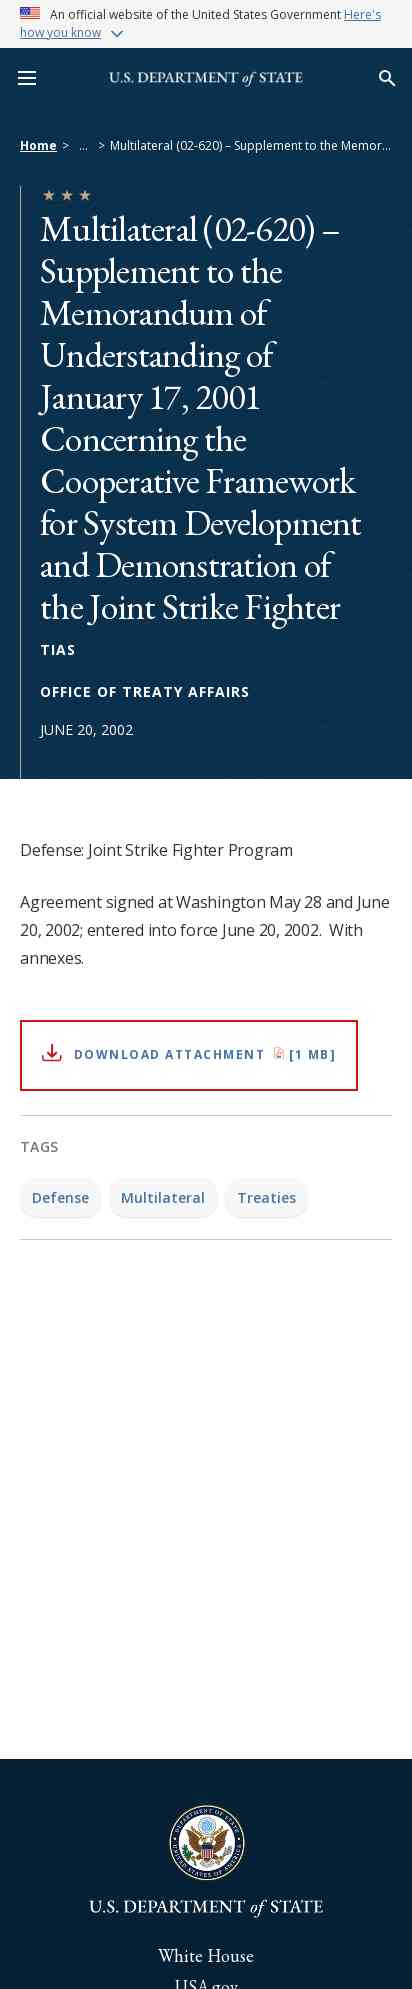 An official website of the United States Government Here's
how you know
U.S. DEPARTMENT of STATE
Home > ... > Multilateral (02-620) – Supplement to the Memor...
Multilateral (02-620) –
Supplement to the
Memorandum of
Understanding of
January 17, 2001
Concerning the
Cooperative Framework
for System Development
and Demonstration of
the Joint Strike Fighter
TIAS
OFFICE OF TREATY AFFAIRS
JUNE 20, 2002
Defense: Joint Strike Fighter Program
Agreement signed at Washington May 28 and June
20, 2002; entered into force June 20, 2002.  With
annexes.
DOWNLOAD ATTACHMENT [1 MB]
TAGS
Defense Multilateral Treaties
U.S. DEPARTMENT of STATE
White House
USA.gov